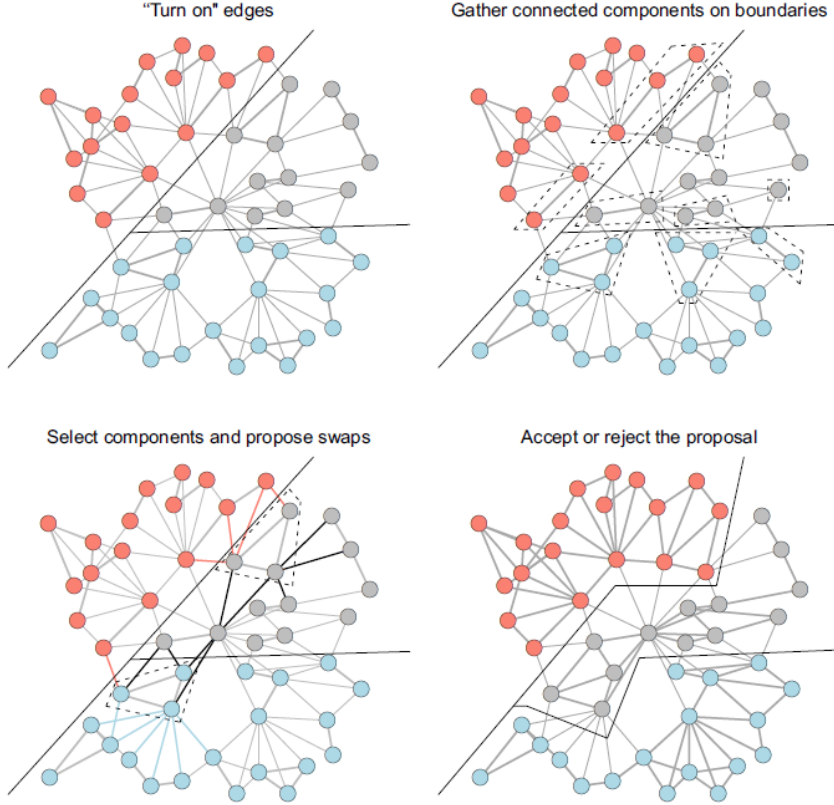 “Turn on" edges
Gather connected components on boundaries
Select components and propose swaps
Accept or reject the proposal